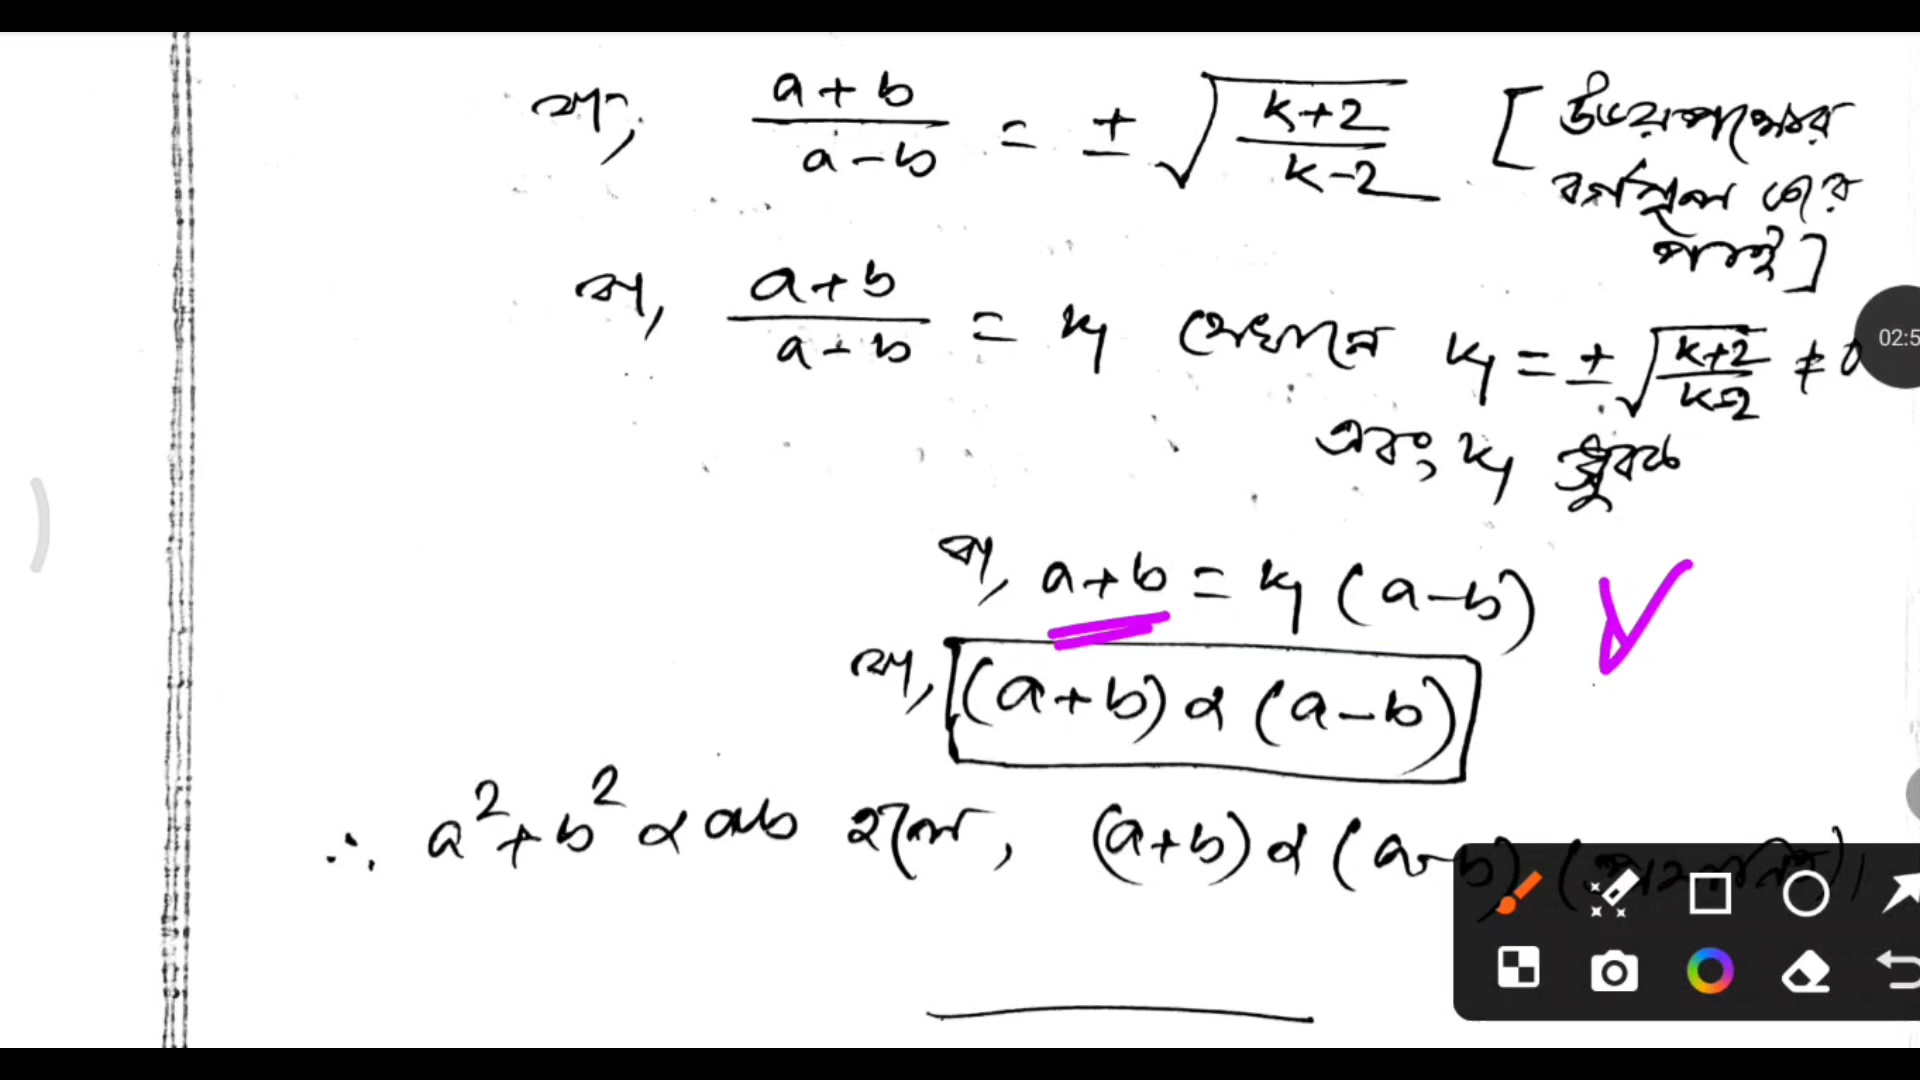 বা, (a+b)/(a-b) = ± √((k+2)/(k-2)) [উভয়পক্ষের
বর্গমূল করে
পাই]
বা, (a+b)/(a-b) = k₁ যেখানে k₁ = ± √((k+2)/(k-2)) ≠ 0
02:5
এবং, k₁ ধ্রুবক
বা, a+b = k₁ (a-b)
বা, (a+b) ∝ (a-b)
∴ a²+b² ∝ ab হলে, (a+b) ∝ (a-b) (প্রমাণিত)।